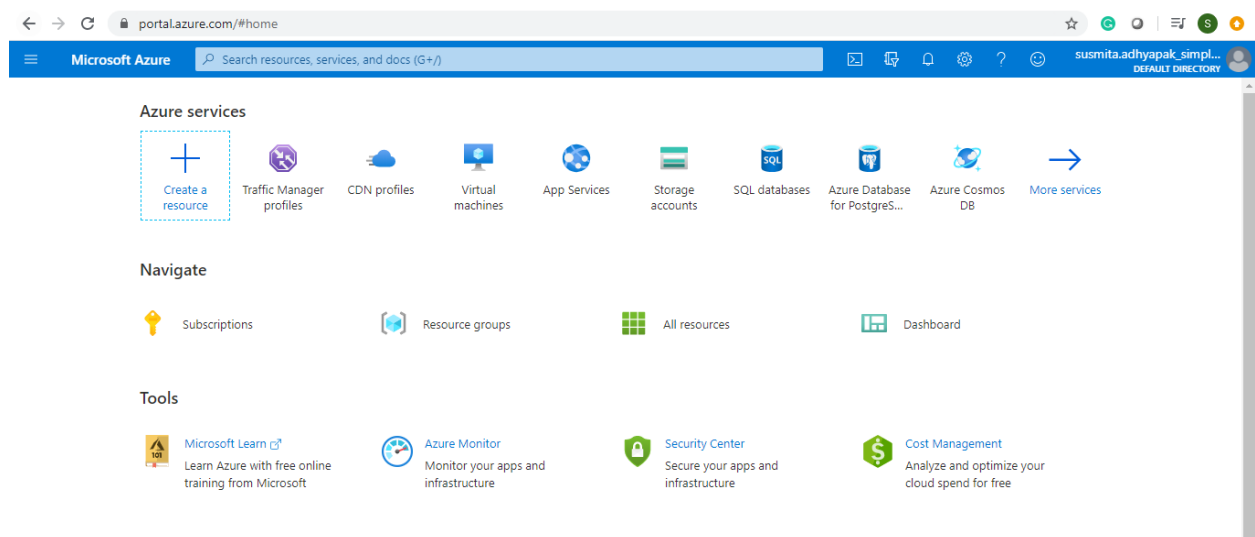 portal.azure.com/#home
S
Microsoft Azure
Search resources, services, and docs (G+/)
susmita.adhyapak_simpl...
DEFAULT DIRECTORY
Azure services
Create a
resource
Traffic Manager
profiles
CDN profiles
Virtual
machines
App Services
Storage
accounts
SQL
SQL databases
Azure Database
for PostgreS...
Azure Cosmos
DB
More services
Navigate
Subscriptions
Resource groups
All resources
Dashboard
Tools
101
Microsoft Learn
Learn Azure with free online
training from Microsoft
Azure Monitor
Monitor your apps and
infrastructure
Security Center
Secure your apps and
infrastructure
Cost Management
Analyze and optimize your
cloud spend for free